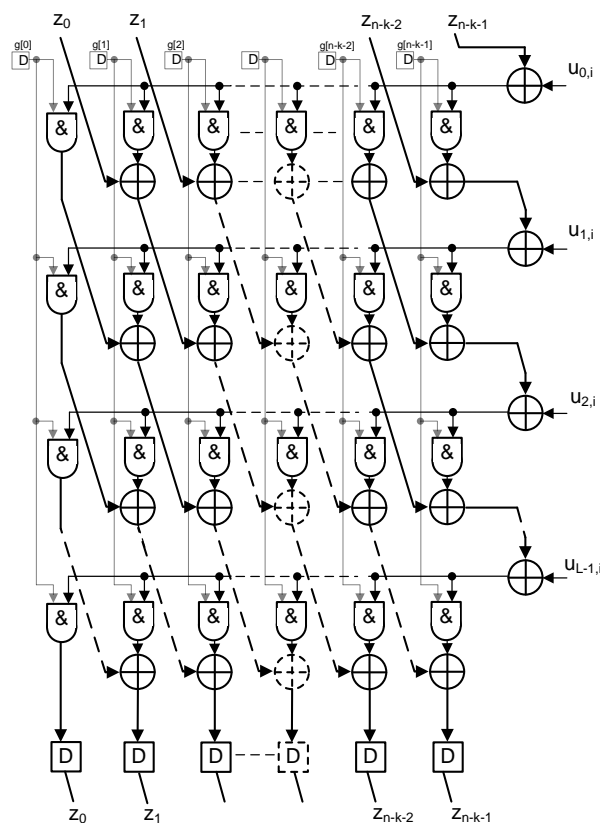 z0 z1 zn-k-2 zn-k-1
g[0] g[1] g[2] g[n-k-2] g[n-k-1]
D D D D D D
u0,i
& & & & & &
u1,i
& & & & & &
u2,i
& & & & & &
uL-1,i
& & & & & &
D D D D D D
z0 z1 zn-k-2 zn-k-1